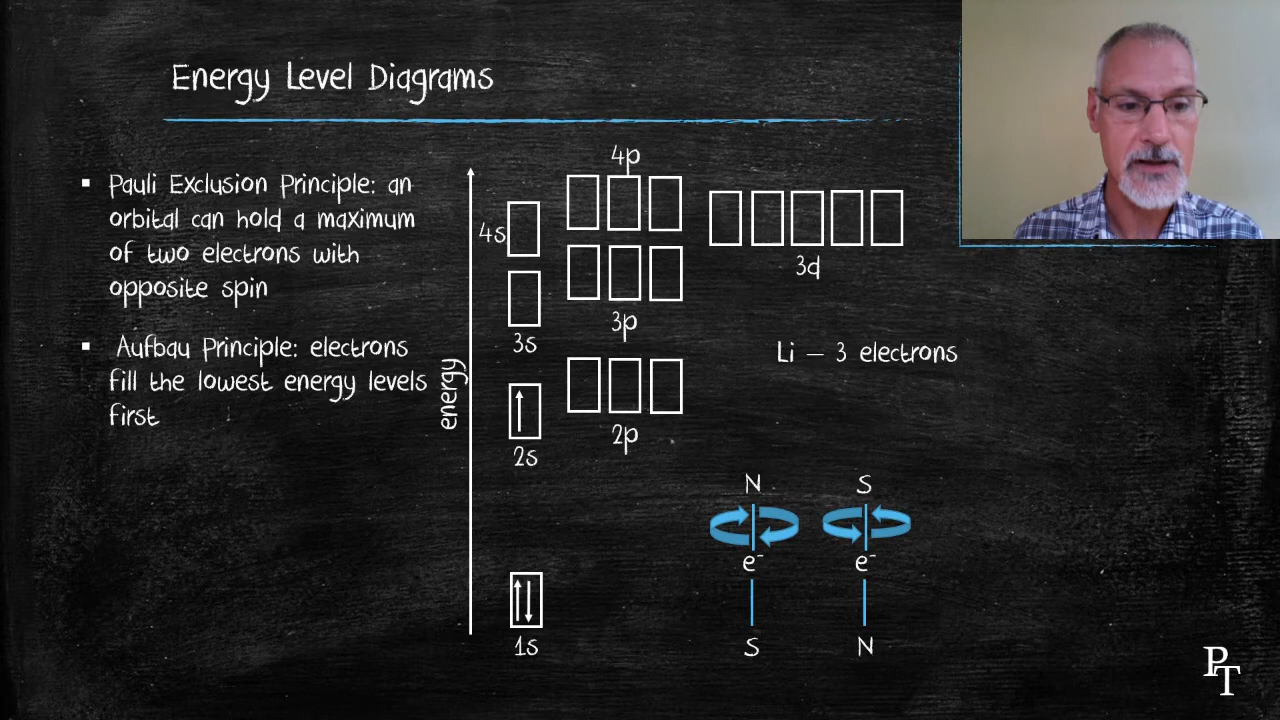 Energy Level Diagrams
▪ Pauli Exclusion Principle: an
orbital can hold a maximum
of two electrons with
opposite spin
▪ Aufbau Principle: electrons
fill the lowest energy levels
first
energy
4p
4s
3d
3p
3s
Li – 3 electrons
2p
2s
N S
e⁻ e⁻
S N
1s
PT